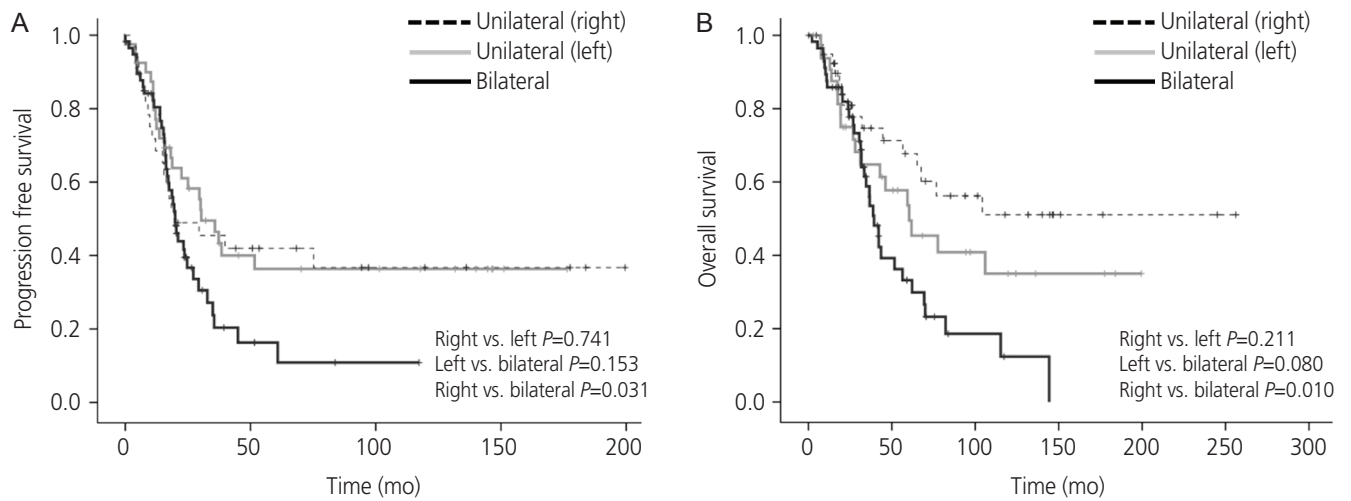 A
Unilateral (right)
Unilateral (left)
Bilateral
Progression free survival
1.0
0.8
0.6
0.4
0.2
0.0
Right vs. left P=0.741
Left vs. bilateral P=0.153
Right vs. bilateral P=0.031
0 50 100 150 200
Time (mo)
B
Unilateral (right)
Unilateral (left)
Bilateral
Overall survival
1.0
0.8
0.6
0.4
0.2
0.0
Right vs. left P=0.211
Left vs. bilateral P=0.080
Right vs. bilateral P=0.010
0 50 100 150 200 250 300
Time (mo)